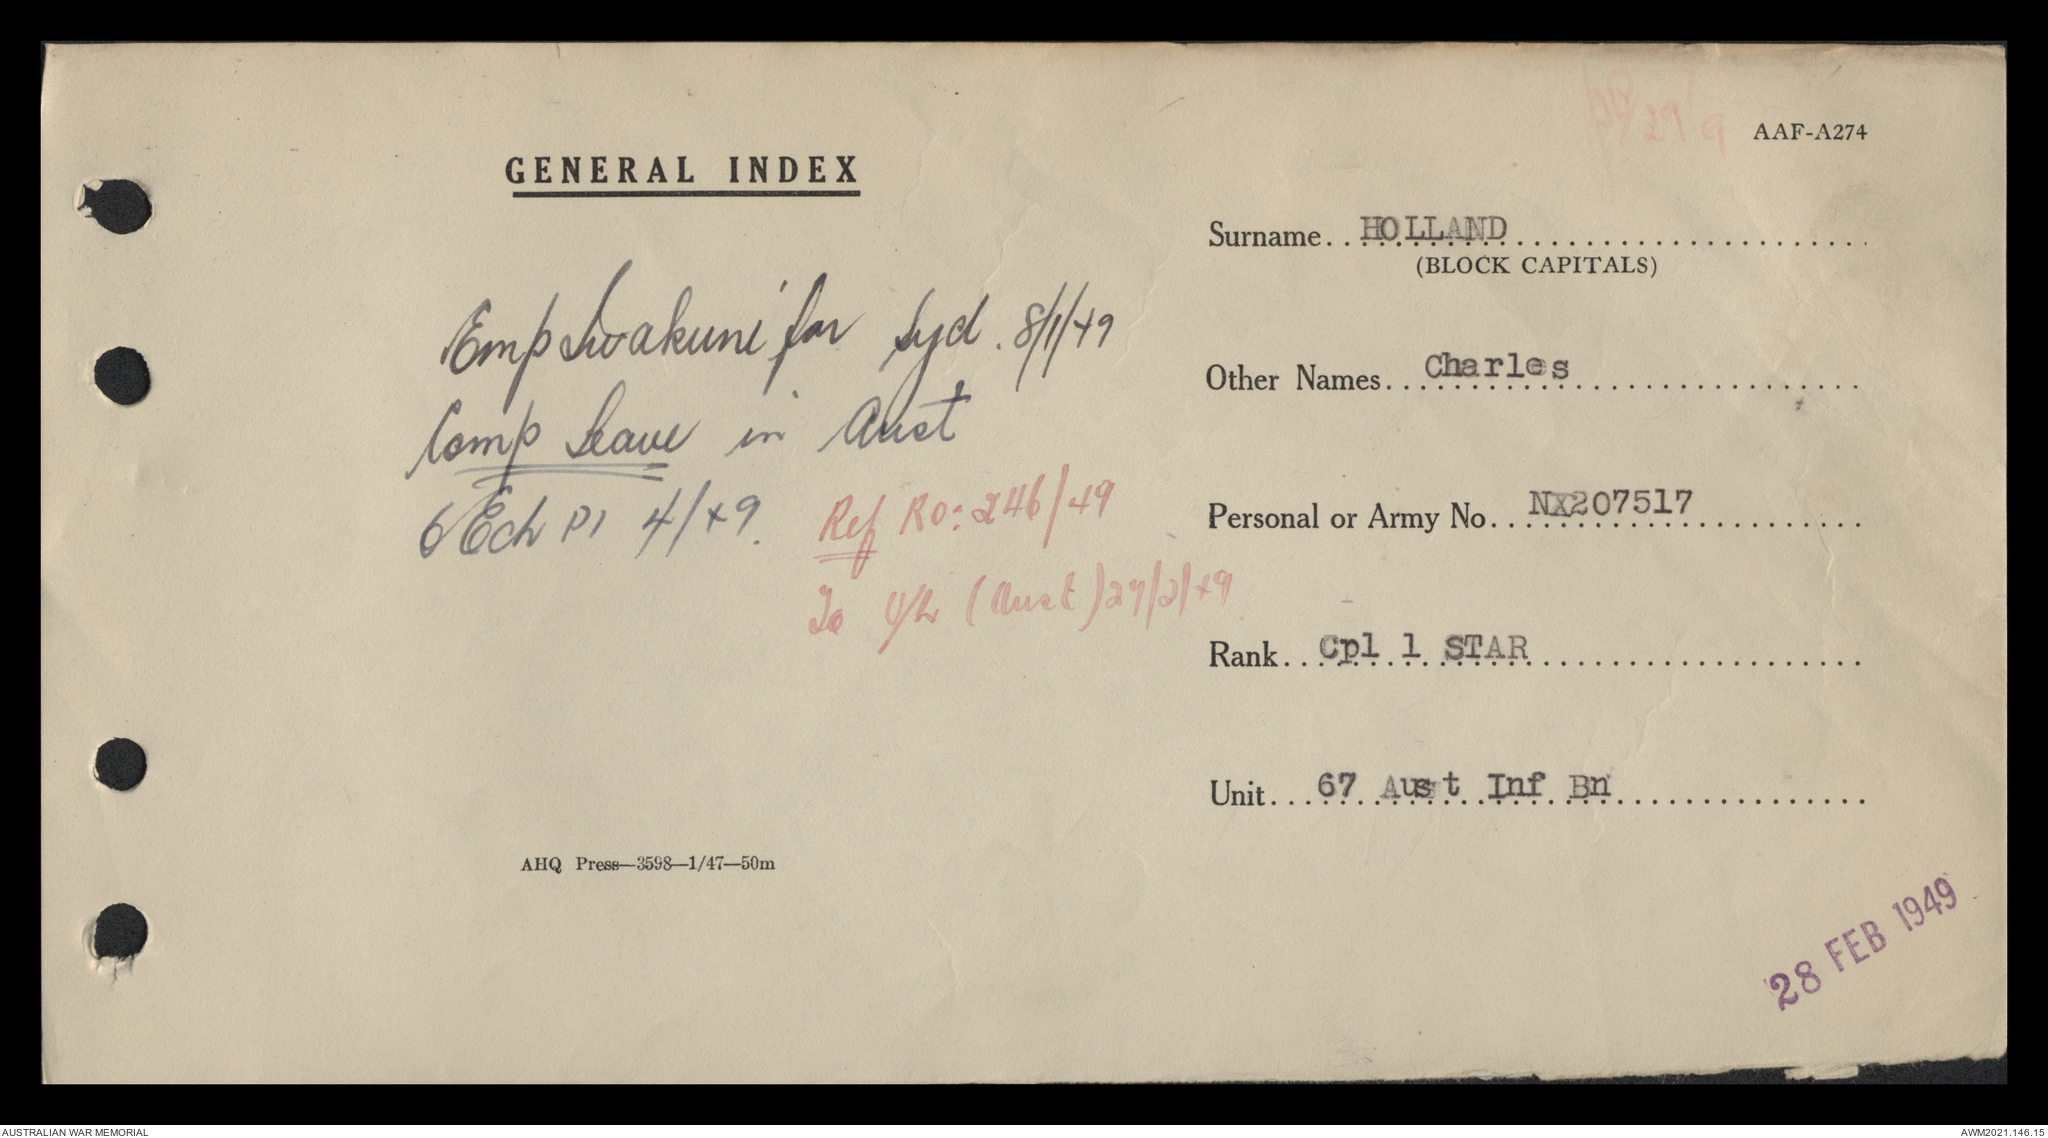 AAF-A274
GENERAL INDEX
Surname HOLLAND
(BLOCK CAPITALS)
Emp Iwakuni for Syd. 8/1/49
Other Names Charles
Comp Leave in Aust
6 Ech P1 4/49.
Ref RO: 246/49
Personal or Army No. NX207517
To (Aust) 27/2/49
Rank Cpl 1 STAR
Unit 67 Aust Inf Bn
AHQ Press—3598—1/47—50m
28 FEB 1949
AUSTRALIAN WAR MEMORIAL
AWM2021.146.15